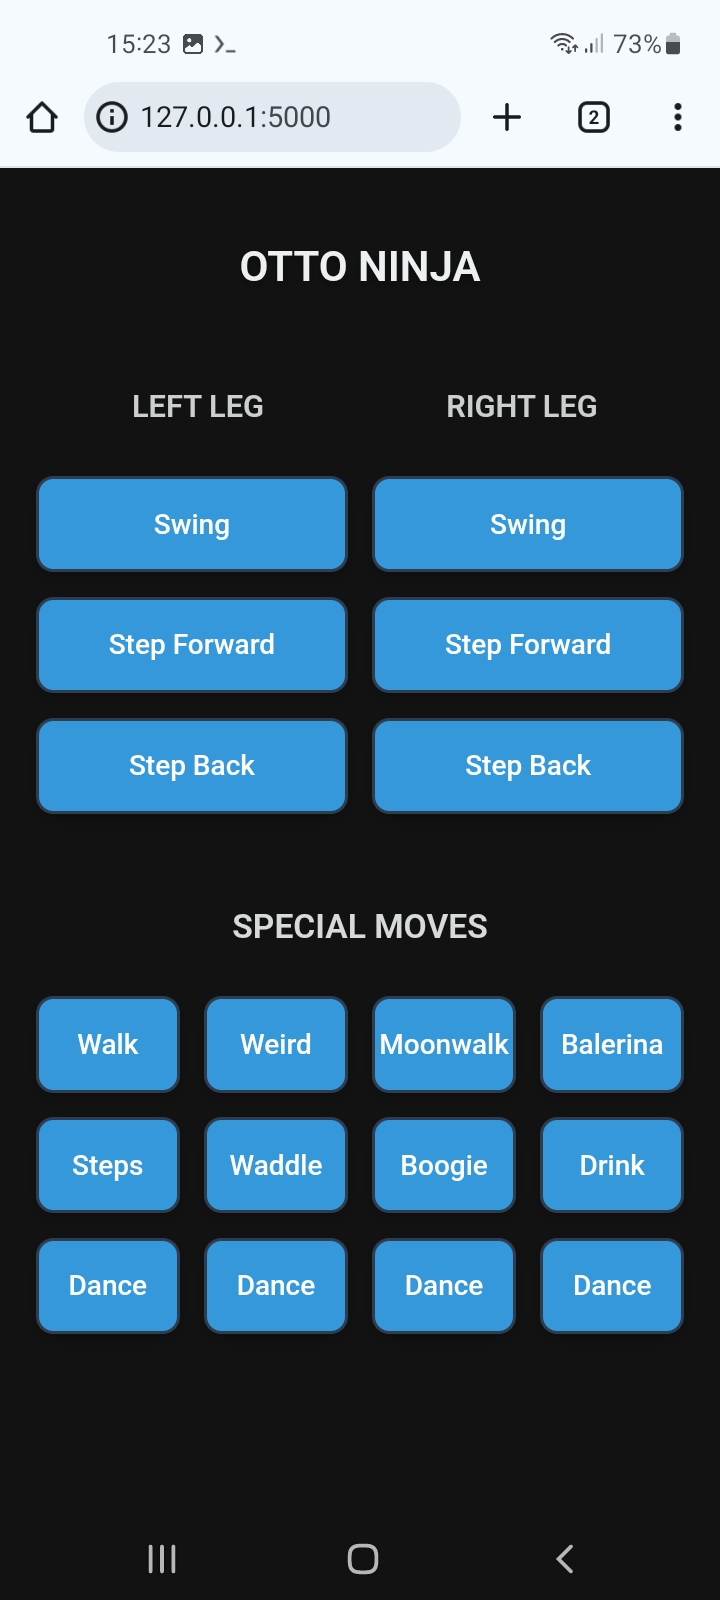 15:23 73%
127.0.0.1:5000 2
OTTO NINJA
LEFT LEG RIGHT LEG
Swing Swing
Step Forward Step Forward
Step Back Step Back
SPECIAL MOVES
Walk Weird Moonwalk Balerina
Steps Waddle Boogie Drink
Dance Dance Dance Dance